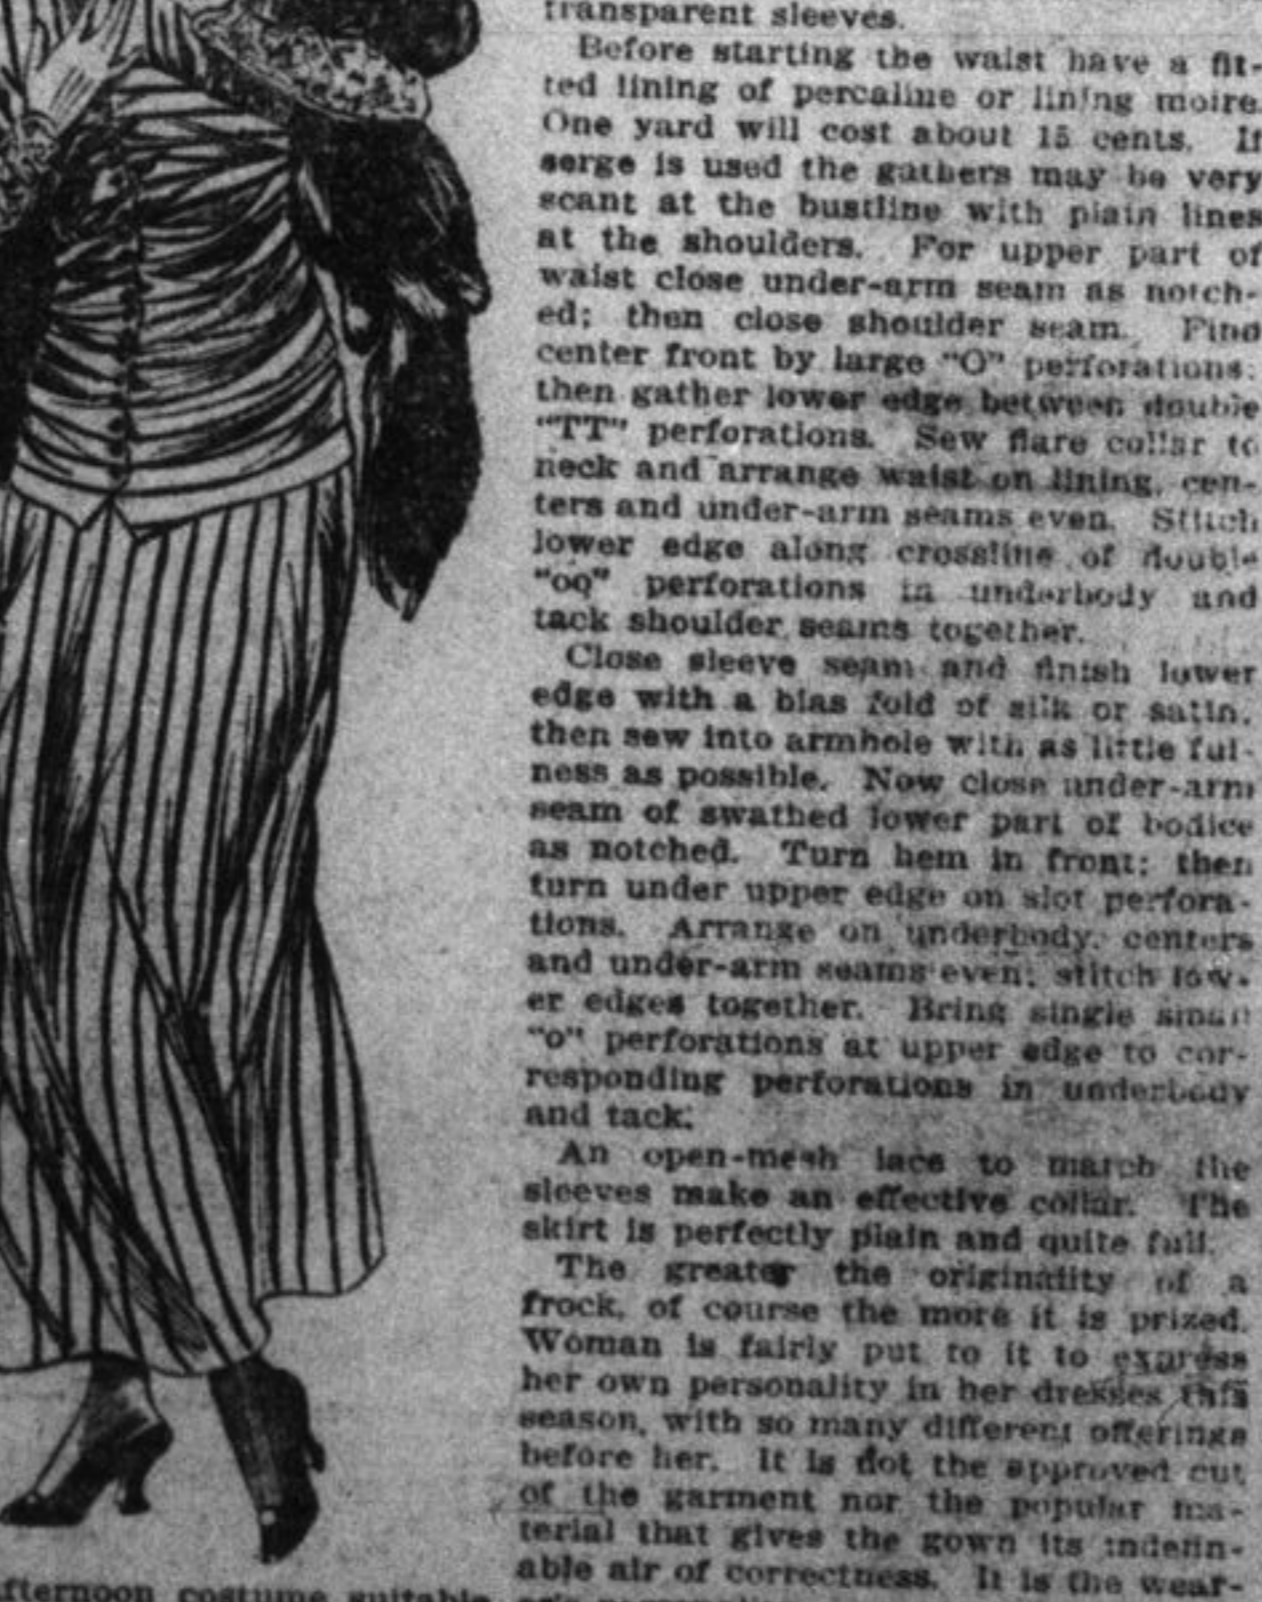 transparent sleeves.
Before starting the waist have a fit-
ted lining of percaline or lining moire.
One yard will cost about 15 cents. If
serge is used the gathers may be very
scant at the bustline with plain lines
at the shoulders. For upper part of
waist close under-arm seam as notch-
ed; then close shoulder seam. Find
center front by large "O" perforations;
then gather lower edge between double
"TT" perforations. Sew flare collar to
neck and arrange waist on lining, cen-
ters and under-arm seams even. Stitch
lower edge along crossline of double
"oo" perforations in underbody and
tack shoulder seams together.
Close sleeve seam and finish lower
edge with a bias fold of silk or satin,
then sew into armhole with as little ful-
ness as possible. Now close under-arm
seam of swathed lower part of bodice
as notched. Turn hem in front; then
turn under upper edge on slot perfora-
tions. Arrange on underbody, centers
and under-arm seams even; stitch low-
er edges together. Bring single small
"o" perforations at upper edge to cor-
responding perforations in underbody
and tack.
An open-mesh lace to match the
sleeves make an effective collar. The
skirt is perfectly plain and quite full.
The greater the originality of a
frock, of course the more it is prized.
Woman is fairly put to it to express
her own personality in her dresses this
season, with so many different offerings
before her. It is not the approved cut
of the garment nor the popular ma-
terial that gives the gown its indefin-
able air of correctness. It is the wear-
fternoon costume suitable